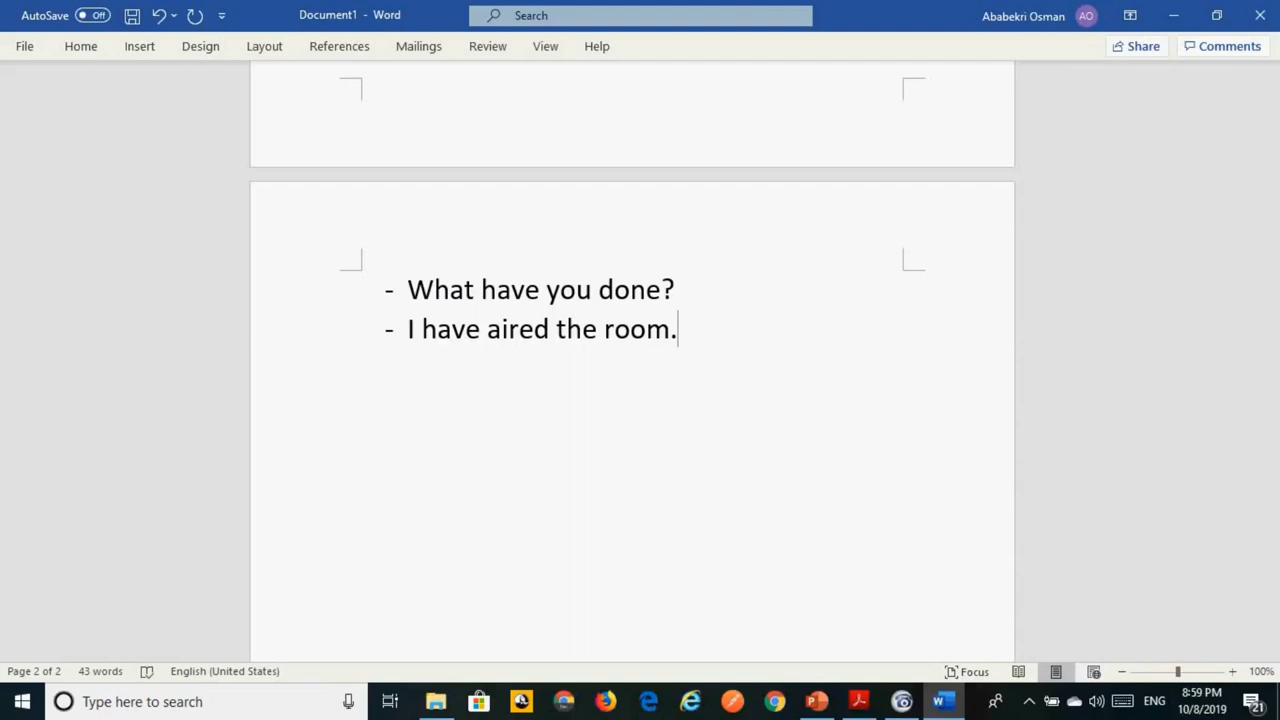 AutoSave Off Document1 - Word Search Ababekri Osman AO
File Home Insert Design Layout References Mailings Review View Help Share Comments
- What have you done?
- I have aired the room.
Page 2 of 2 43 words English (United States) Focus 100%
Type here to search ENG 8:59 PM
10/8/2019 21